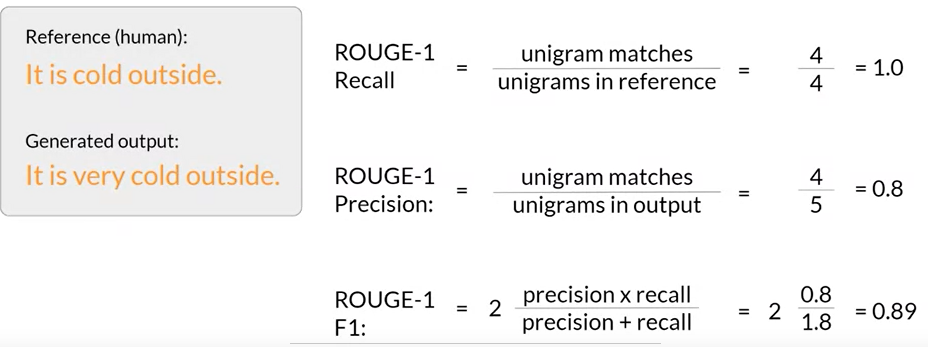 Reference (human):
It is cold outside.
Generated output:
It is very cold outside.
ROUGE-1 Recall = unigram matches / unigrams in reference = 4 / 4 = 1.0
ROUGE-1 Precision: = unigram matches / unigrams in output = 4 / 5 = 0.8
ROUGE-1 F1: = 2 precision x recall / precision + recall = 2 0.8 / 1.8 = 0.89